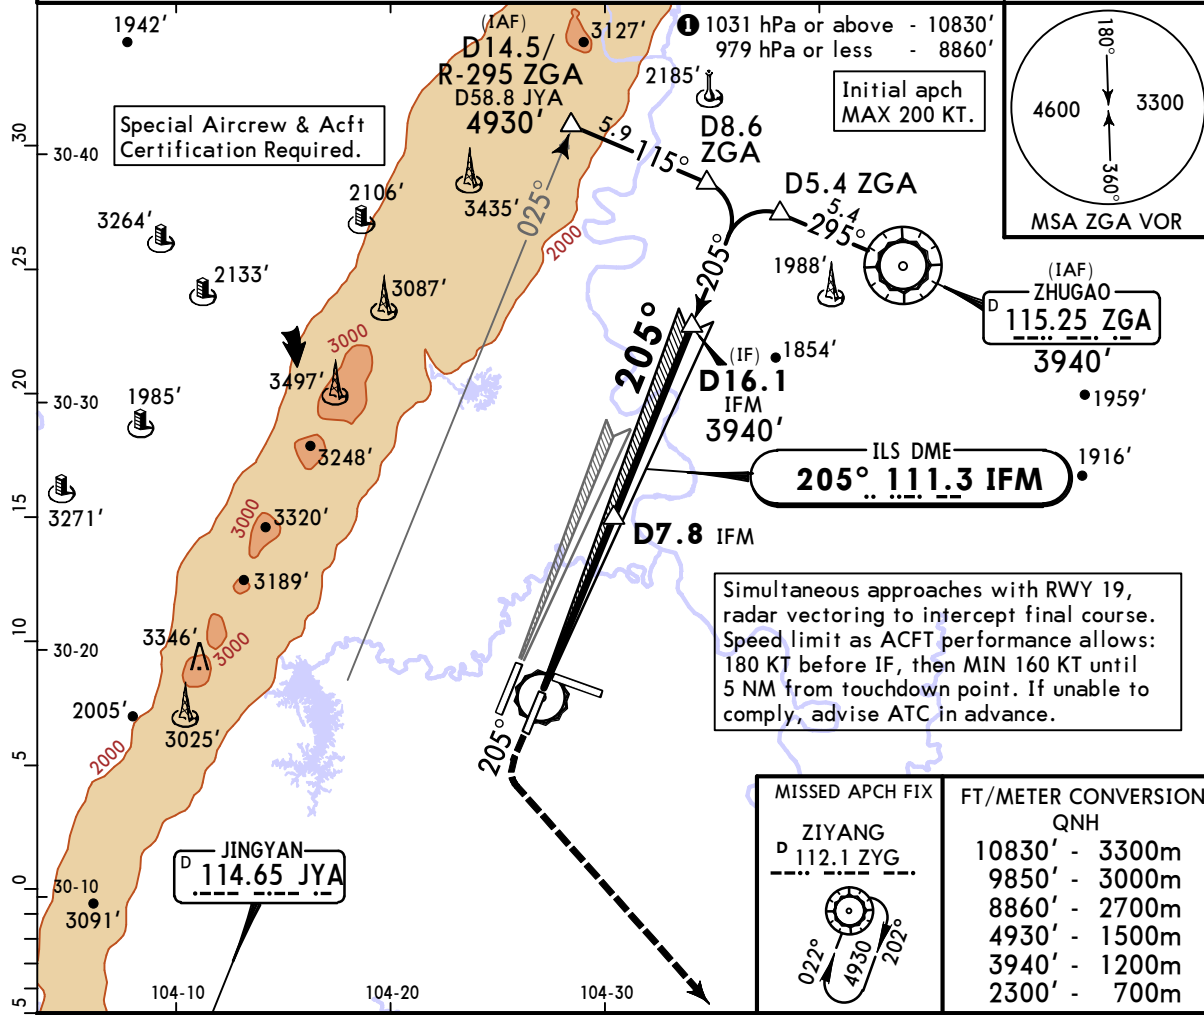 1942'
(IAF)
D14.5/
R-295 ZGA
D58.8 JYA
4930'
3127'
1 1031 hPa or above - 10830'
979 hPa or less - 8860'
2185'
Initial apch
MAX 200 KT.
180°
4600
3300
360°
MSA ZGA VOR
Special Aircrew & Acft
Certification Required.
30
30-40
5.9
115°
D8.6
ZGA
D5.4 ZGA
5.4
295°
3435'
2106'
3264'
025°
2000
25
2133'
3087'
205°
1988'
(IAF)
ZHUGAO
D 115.25 ZGA
3940'
3000
205°
(IF)
D16.1
IFM
3940'
1854'
20
30-30
3497'
1985'
1959'
3248'
ILS DME
205° 111.3 IFM
1916'
15
3271'
3000
3320'
D7.8 IFM
3189'
Simultaneous approaches with RWY 19,
radar vectoring to intercept final course.
Speed limit as ACFT performance allows:
180 KT before IF, then MIN 160 KT until
5 NM from touchdown point. If unable to
comply, advise ATC in advance.
10
30-20
3346'
3000
2005'
3025'
2000
205°
5
JINGYAN
D 114.65 JYA
0
30-10
3091'
5
104-10
104-20
104-30
MISSED APCH FIX
ZIYANG
D 112.1 ZYG
022°
4930
202°
FT/METER CONVERSION
QNH
10830' - 3300m
9850' - 3000m
8860' - 2700m
4930' - 1500m
3940' - 1200m
2300' - 700m